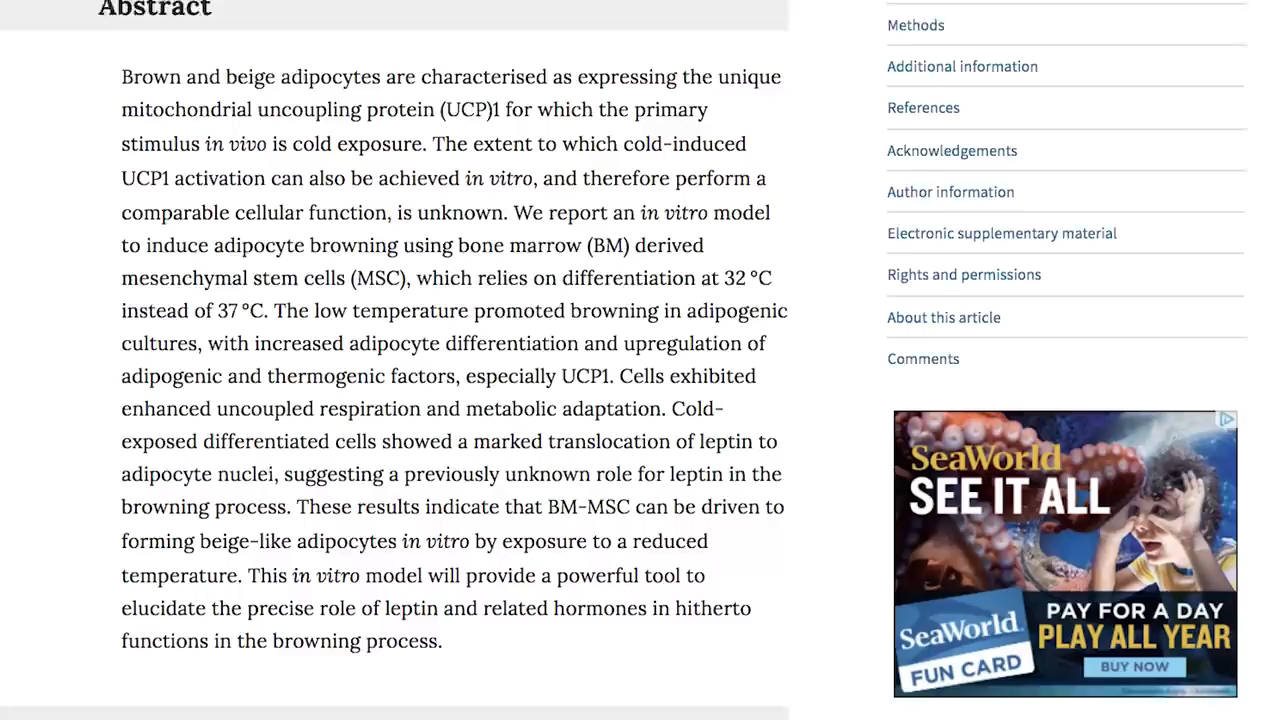 Abstract
Brown and beige adipocytes are characterised as expressing the unique
mitochondrial uncoupling protein (UCP)1 for which the primary
stimulus in vivo is cold exposure. The extent to which cold-induced
UCP1 activation can also be achieved in vitro, and therefore perform a
comparable cellular function, is unknown. We report an in vitro model
to induce adipocyte browning using bone marrow (BM) derived
mesenchymal stem cells (MSC), which relies on differentiation at 32 °C
instead of 37 °C. The low temperature promoted browning in adipogenic
cultures, with increased adipocyte differentiation and upregulation of
adipogenic and thermogenic factors, especially UCP1. Cells exhibited
enhanced uncoupled respiration and metabolic adaptation. Cold-
exposed differentiated cells showed a marked translocation of leptin to
adipocyte nuclei, suggesting a previously unknown role for leptin in the
browning process. These results indicate that BM-MSC can be driven to
forming beige-like adipocytes in vitro by exposure to a reduced
temperature. This in vitro model will provide a powerful tool to
elucidate the precise role of leptin and related hormones in hitherto
functions in the browning process.
Methods
Additional information
References
Acknowledgements
Author information
Electronic supplementary material
Rights and permissions
About this article
Comments
SeaWorld
SEE IT ALL
SeaWorld
FUN CARD
PAY FOR A DAY
PLAY ALL YEAR
BUY NOW